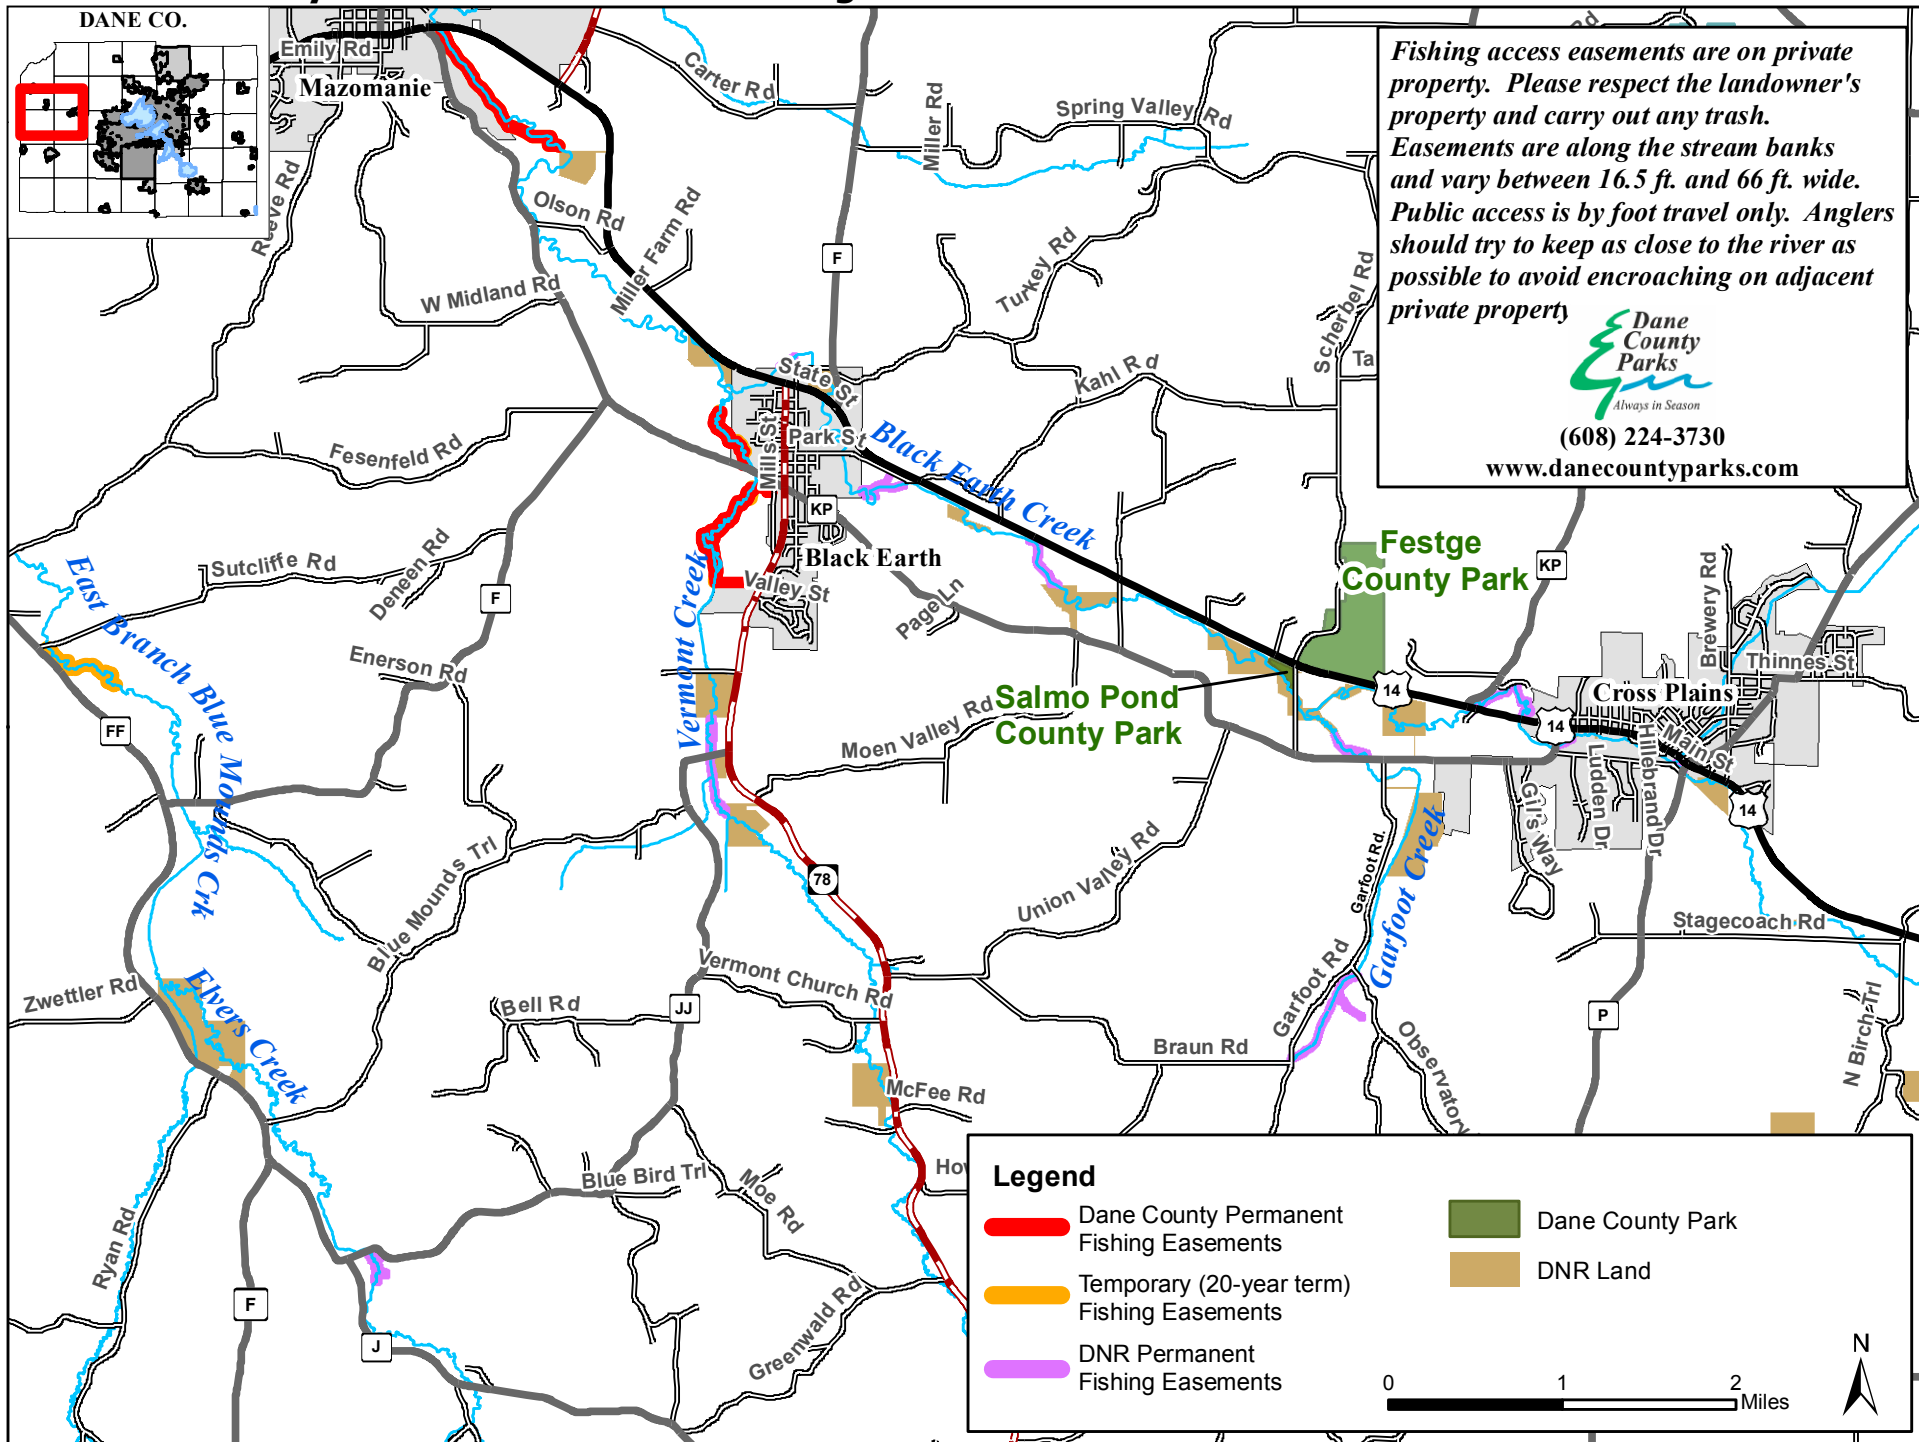 DANE CO.
Emily Rd
Mazomanie
Carter Rd
Miller Rd
Spring Valley Rd
Rd
Fishing access easements are on private
property. Please respect the landowner's
property and carry out any trash.
Easements are along the stream banks
and vary between 16.5 ft. and 66 ft. wide.
Public access is by foot travel only. Anglers
should try to keep as close to the river as
possible to avoid encroaching on adjacent
private property
Dane
County
Parks
Always in Season
(608) 224-3730
www.danecountyparks.com
Reeve Rd
Olson Rd
Miller Farm Rd
F
W Midland Rd
Turkey Rd
Scherbel Rd
Ta
State St
Kahl Rd
Fesenfeld Rd
Mills St
Park St
Black Earth Creek
KP
Black Earth
Festge
County Park
KP
Sutcliffe Rd
Deneen Rd
F
Valley St
Page Ln
Brewery Rd
East Branch Blue Mounds Crk
Vermont Creek
Enerson Rd
Thinnes St
Cross Plains
14
Salmo Pond
County Park
FF
Moen Valley Rd
14
Main St
Ludden Dr
Hillebrand Dr
14
Gil's Way
Garfoot Rd.
Garfoot Creek
Union Valley Rd
Blue Mounds Trl
78
Stagecoach Rd
Zwettler Rd
Elvers Creek
Vermont Church Rd
Bell Rd
JJ
Garfoot Rd
P
Braun Rd
Observatory
N Birch Trl
McFee Rd
Ryan Rd
Blue Bird Trl
Moe Rd
How
F
J
Greenwald Rd
Legend
Dane County Permanent
Fishing Easements
Temporary (20-year term)
Fishing Easements
DNR Permanent
Fishing Easements
Dane County Park
DNR Land
N
0 1 2
Miles